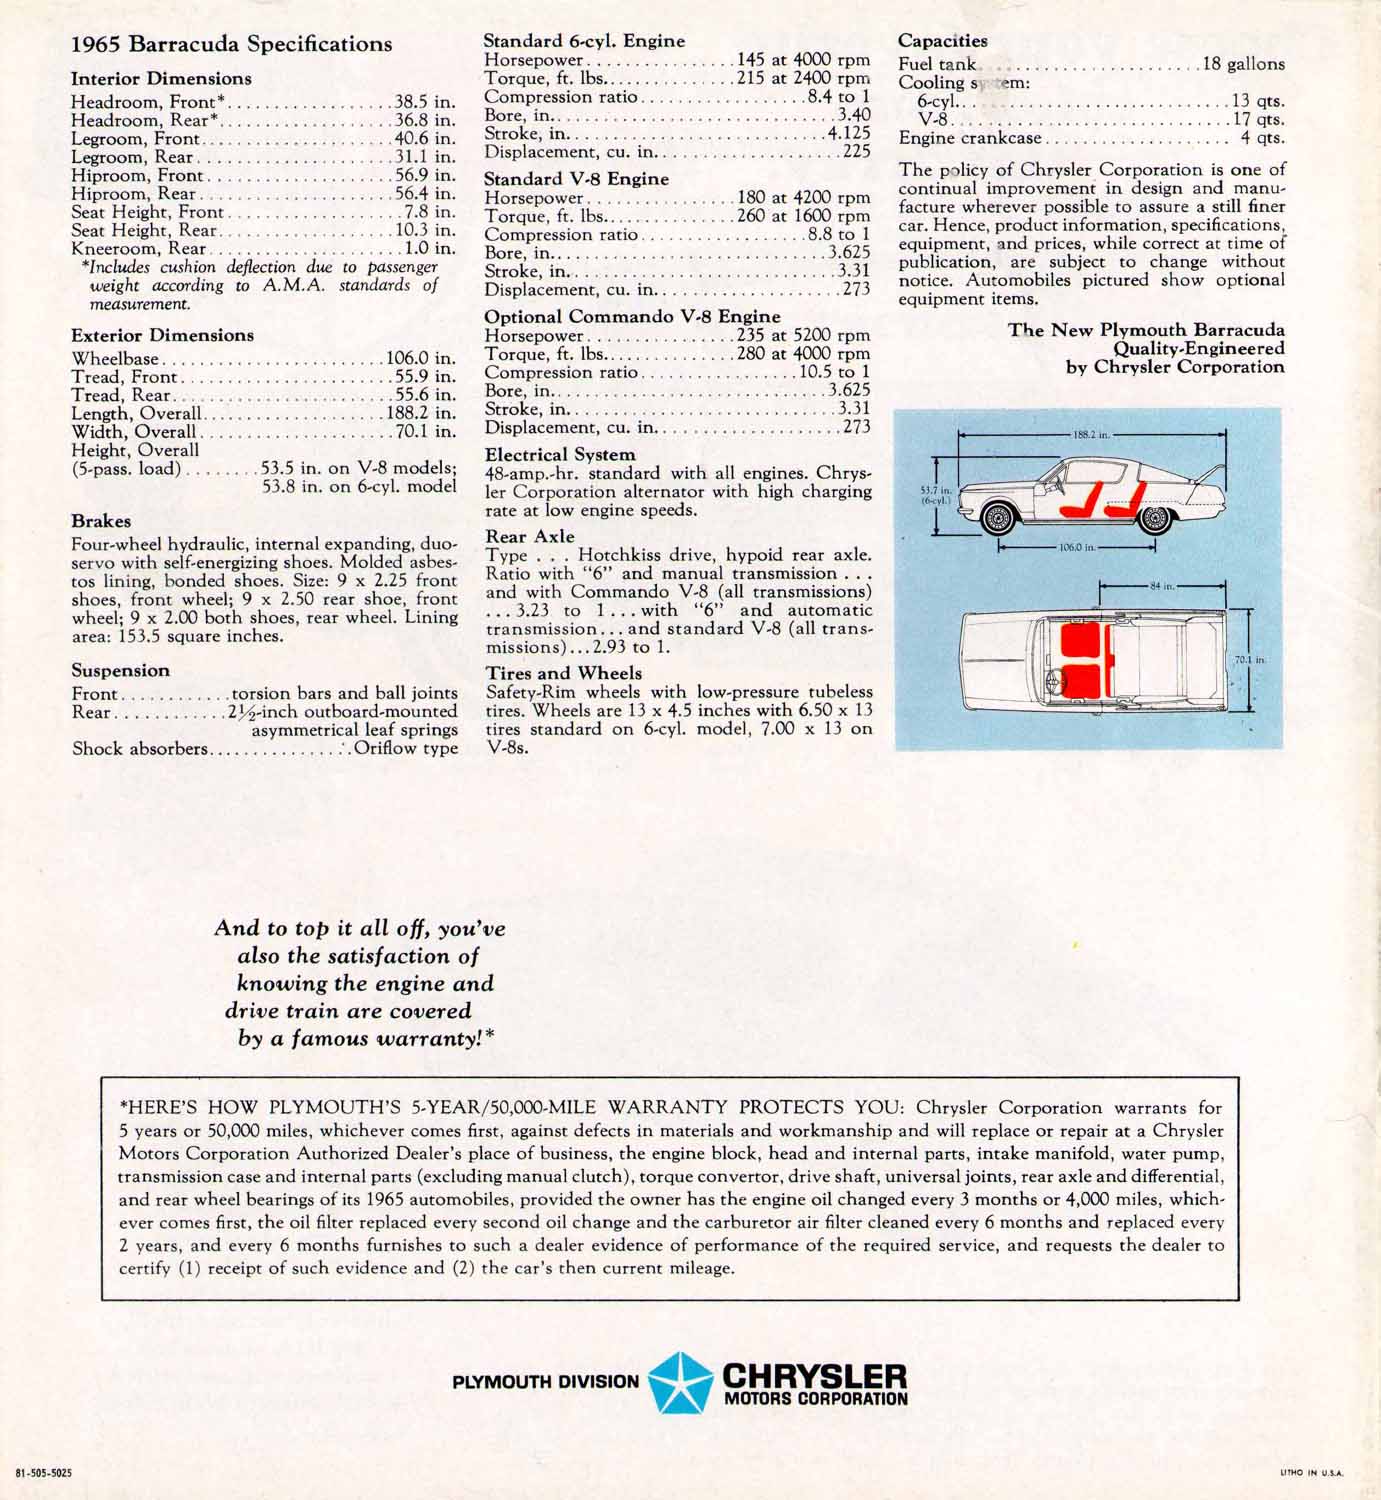 1965 Barracuda Specifications
Interior Dimensions
Headroom, Front*..................38.5 in.
Headroom, Rear*...................36.8 in.
Legroom, Front.....................40.6 in.
Legroom, Rear.....................31.1 in.
Hiproom, Front....................56.9 in.
Hiproom, Rear.....................56.4 in.
Seat Height, Front...................7.8 in.
Seat Height, Rear...................10.3 in.
Kneeroom, Rear.....................1.0 in.
*Includes cushion deflection due to passenger
weight according to A.M.A. standards of
measurement.
Exterior Dimensions
Wheelbase........................106.0 in.
Tread, Front.......................55.9 in.
Tread, Rear........................55.6 in.
Length, Overall....................188.2 in.
Width, Overall.....................70.1 in.
Height, Overall
(5-pass. load)........53.5 in. on V-8 models;
53.8 in. on 6-cyl. model
Brakes
Four-wheel hydraulic, internal expanding, duo-
servo with self-energizing shoes. Molded asbes-
tos lining, bonded shoes. Size: 9 x 2.25 front
shoes, front wheel; 9 x 2.50 rear shoe, front
wheel; 9 x 2.00 both shoes, rear wheel. Lining
area: 153.5 square inches.
Suspension
Front............torsion bars and ball joints
Rear............2½-inch outboard-mounted
asymmetrical leaf springs
Shock absorbers...............Oriflow type
Standard 6-cyl. Engine
Horsepower................145 at 4000 rpm
Torque, ft. lbs..............215 at 2400 rpm
Compression ratio..................8.4 to 1
Bore, in..............................3.40
Stroke, in............................4.125
Displacement, cu. in....................225
Standard V-8 Engine
Horsepower................180 at 4200 rpm
Torque, ft. lbs..............260 at 1600 rpm
Compression ratio..................8.8 to 1
Bore, in.............................3.625
Stroke, in.............................3.31
Displacement, cu. in....................273
Optional Commando V-8 Engine
Horsepower................235 at 5200 rpm
Torque, ft. lbs..............280 at 4000 rpm
Compression ratio.................10.5 to 1
Bore, in.............................3.625
Stroke, in.............................3.31
Displacement, cu. in....................273
Electrical System
48-amp.-hr. standard with all engines. Chrys-
ler Corporation alternator with high charging
rate at low engine speeds.
Rear Axle
Type . . . Hotchkiss drive, hypoid rear axle.
Ratio with “6” and manual transmission . . .
and with Commando V-8 (all transmissions)
...3.23 to 1...with “6” and automatic
transmission...and standard V-8 (all trans-
missions)...2.93 to 1.
Tires and Wheels
Safety-Rim wheels with low-pressure tubeless
tires. Wheels are 13 x 4.5 inches with 6.50 x 13
tires standard on 6-cyl. model, 7.00 x 13 on
V-8s.
Capacities
Fuel tank........................18 gallons
Cooling system:
6-cyl..............................13 qts.
V-8...............................17 qts.
Engine crankcase.................... 4 qts.
The policy of Chrysler Corporation is one of
continual improvement in design and manu-
facture wherever possible to assure a still finer
car. Hence, product information, specifications,
equipment, and prices, while correct at time of
publication, are subject to change without
notice. Automobiles pictured show optional
equipment items.
The New Plymouth Barracuda
Quality-Engineered
by Chrysler Corporation
188.2 in.
53.7 in.
(6-cyl.)
106.0 in.
84 in.
70.1 in.
And to top it all off, you've
also the satisfaction of
knowing the engine and
drive train are covered
by a famous warranty!*
*HERE'S HOW PLYMOUTH'S 5-YEAR/50,000-MILE WARRANTY PROTECTS YOU: Chrysler Corporation warrants for
5 years or 50,000 miles, whichever comes first, against defects in materials and workmanship and will replace or repair at a Chrysler
Motors Corporation Authorized Dealer's place of business, the engine block, head and internal parts, intake manifold, water pump,
transmission case and internal parts (excluding manual clutch), torque convertor, drive shaft, universal joints, rear axle and differential,
and rear wheel bearings of its 1965 automobiles, provided the owner has the engine oil changed every 3 months or 4,000 miles, which-
ever comes first, the oil filter replaced every second oil change and the carburetor air filter cleaned every 6 months and replaced every
2 years, and every 6 months furnishes to such a dealer evidence of performance of the required service, and requests the dealer to
certify (1) receipt of such evidence and (2) the car's then current mileage.
PLYMOUTH DIVISION
CHRYSLER
MOTORS CORPORATION
81-505-5025
LITHO IN U.S.A.